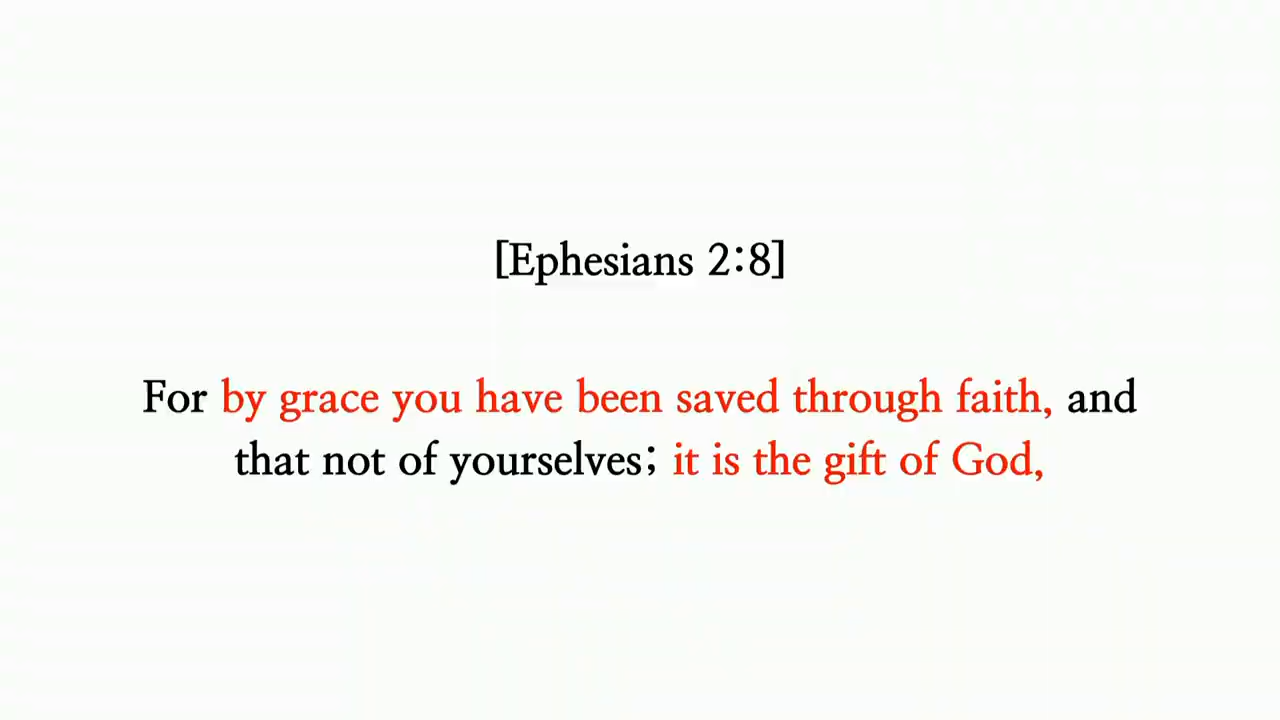 [Ephesians 2:8]
For by grace you have been saved through faith, and
that not of yourselves; it is the gift of God,